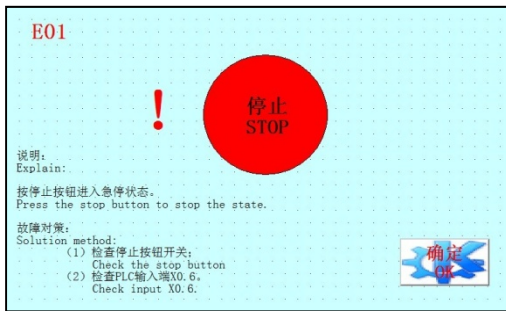 E01
!
停止
STOP
说明:
Explain:
按停止按钮进入急停状态。
Press the stop button to stop the state.
故障对策:
Solution method:
(1) 检查停止按钮开关;
Check the stop button
(2) 检查PLC输入端X0.6。
Check input X0.6.
确定
OK